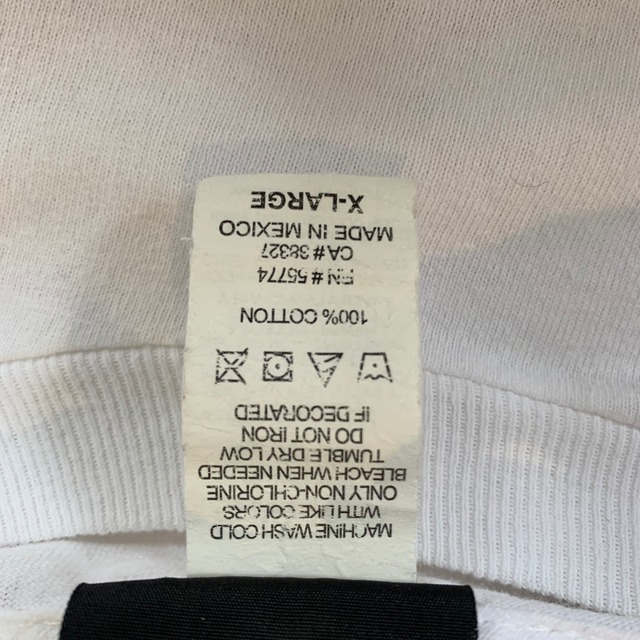 MACHINE WASH COLD
WITH LIKE COLORS.
ONLY NON-CHLORINE
BLEACH WHEN NEEDED
TUMBLE DRY LOW
DO NOT IRON
IF DECORATED
100% COTTON
RN # 55774
CA# 38327
MADE IN MEXICO
X-LARGE